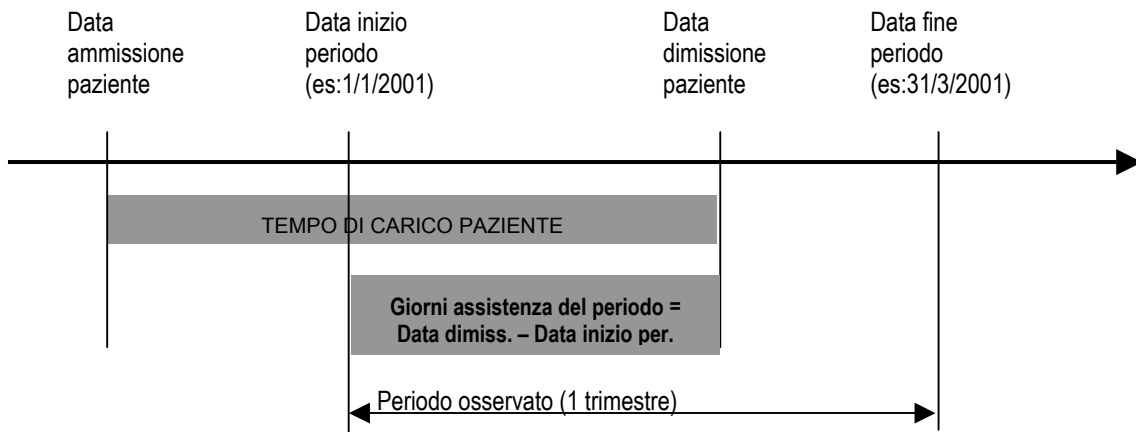 Data
ammissione
paziente
Data inizio
periodo
(es:1/1/2001)
Data
dimissione
paziente
Data fine
periodo
(es:31/3/2001)
TEMPO DI CARICO PAZIENTE
Giorni assistenza del periodo =
Data dimiss. – Data inizio per.
Periodo osservato (1 trimestre)